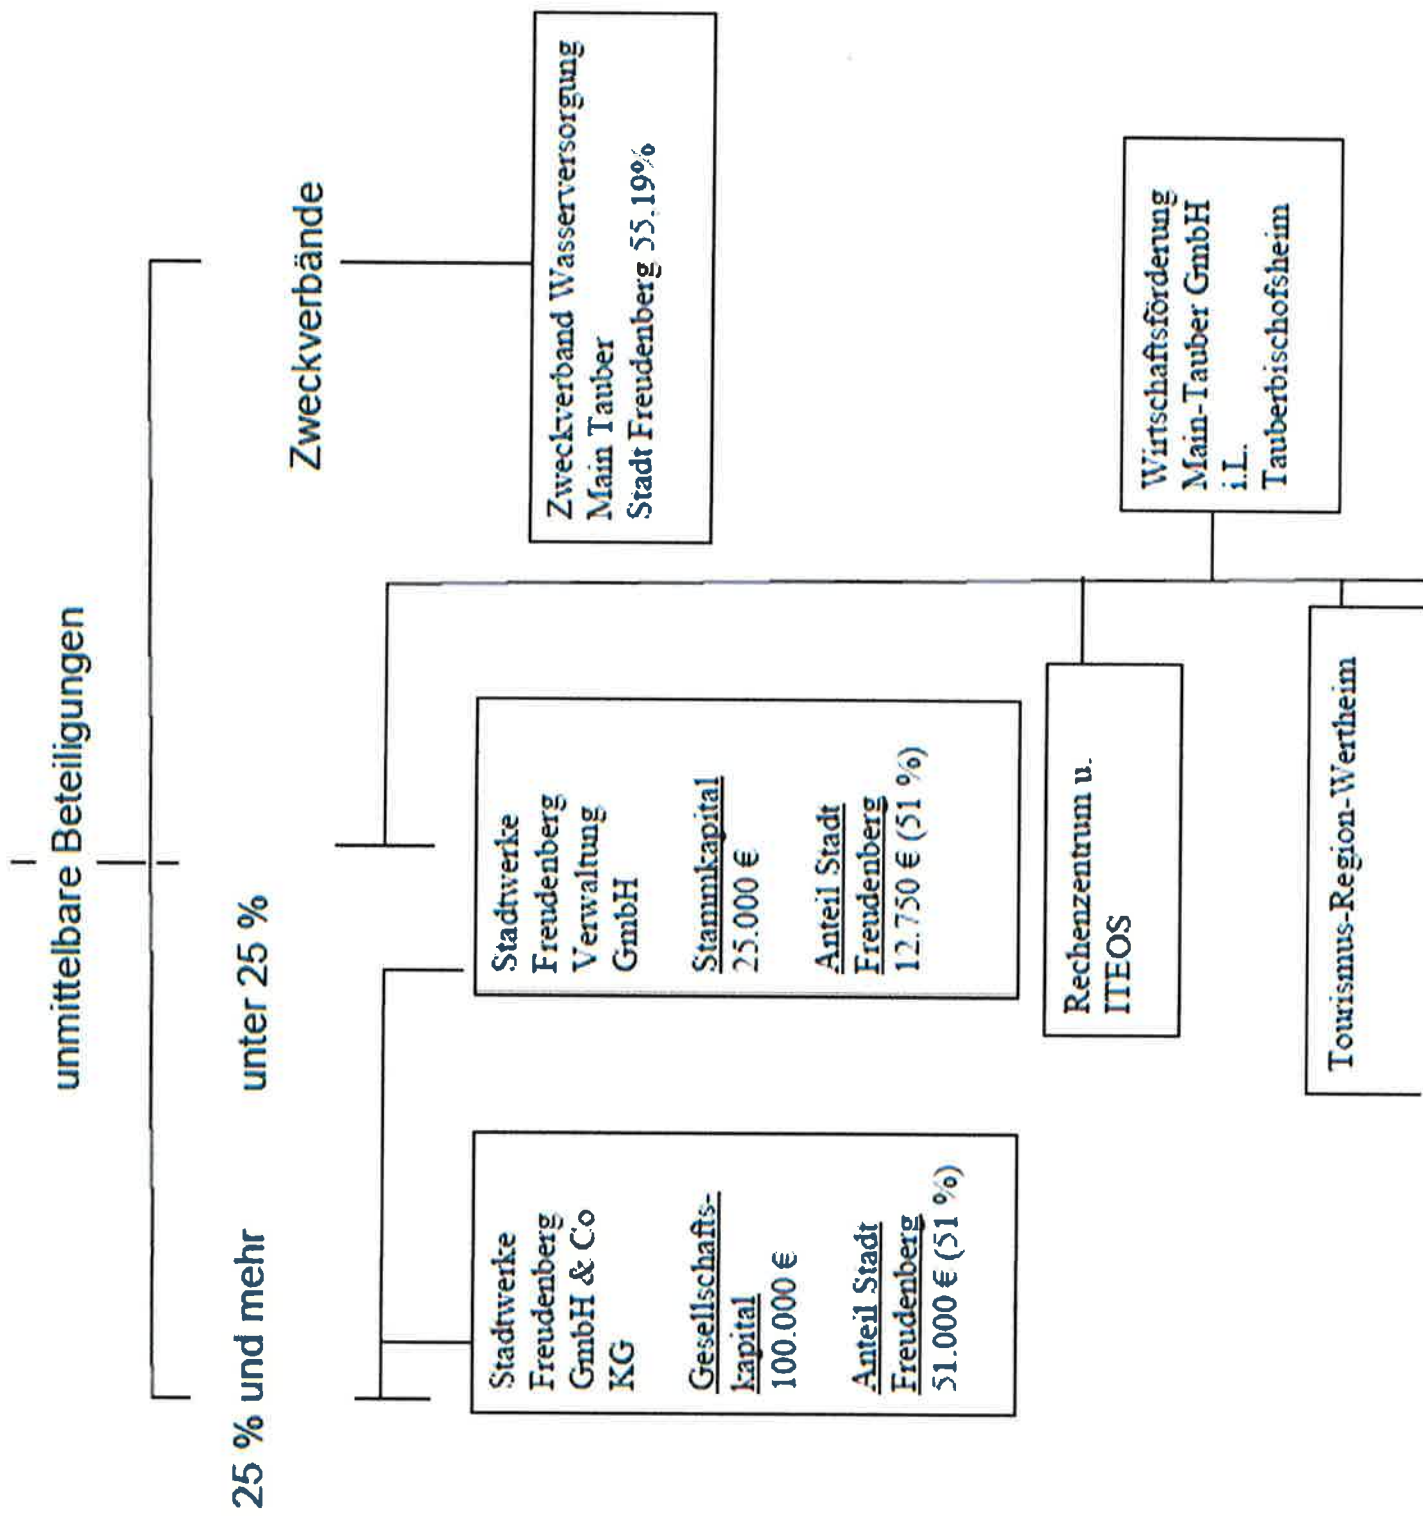 unmittelbare Beteiligungen
25 % und mehr
unter 25 %
Zweckverbände
Stadtwerke
Freudenberg
GmbH & Co
KG
Gesellschafts-
kapital
100.000 €
Anteil Stadt
Freudenberg
51.000 € (51 %)
Stadtwerke
Freudenberg
Verwaltung
GmbH
Stammkapital
25.000 €
Anteil Stadt
Freudenberg
12.750 € (51 %)
Zweckverband Wasserversorgung
Main Tauber
Stadt Freudenberg 55.19%
Rechenzentrum u.
ITEOS
Wirtschaftsförderung
Main-Tauber GmbH
i.L.
Tauberbischofsheim
Tourismus-Region-Wertheim